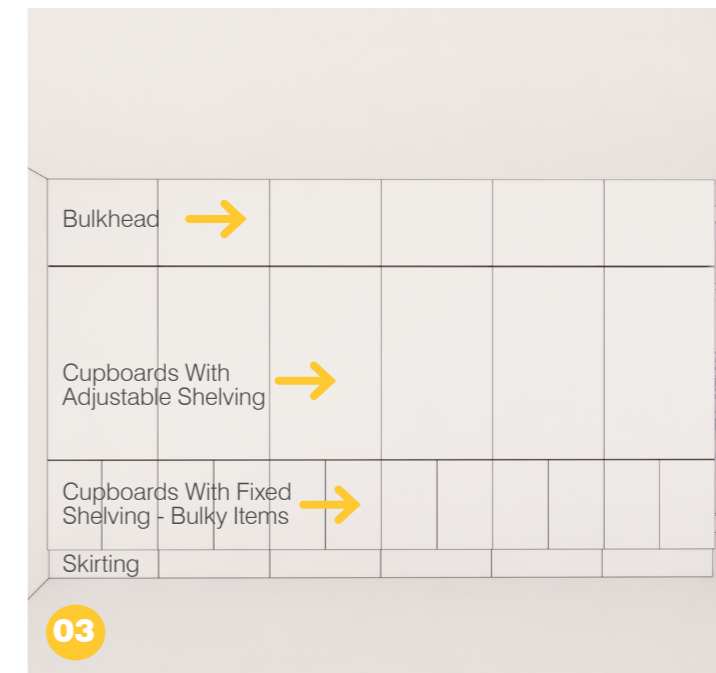 Bulkhead
Cupboards With
Adjustable Shelving
Cupboards With Fixed
Shelving - Bulky Items
Skirting
03